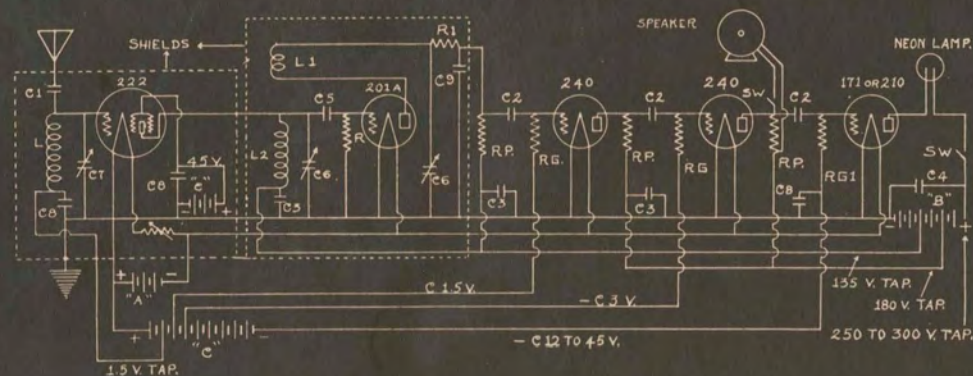 SPEAKER
NEON LAMP.
SHIELDS
R1
L1
C9
C1
222
C5
201A
C2
240
C2
240
SW
C2
171 OR 210
L
C7
45 V.
C8
"C"
- +
L2
C6
R
C6
RP.
RG.
RP.
RG
RP.
RG1
SW
C4
"B"
- +
C8
C5
C3
C3
C8
+ -
"A"
C 1.5 V.
- C 3 V.
135 V. TAP.
180 V. TAP.
+ "C" -
- C 12 TO 45 V.
250 TO 300 V. TAP.
1.5 V. TAP.